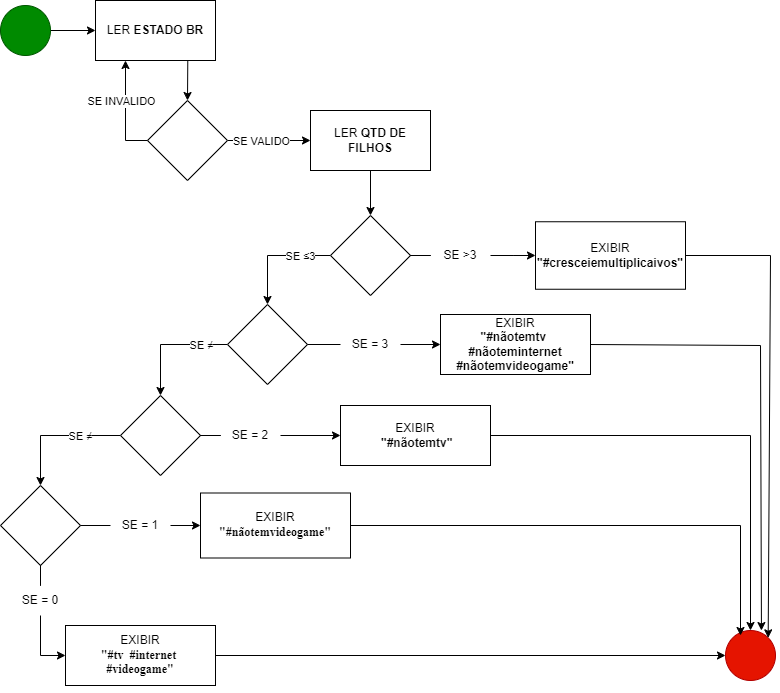 LER ESTADO BR
SE INVALIDO
SE VALIDO
LER QTD DE
FILHOS
SE ≤3
SE >3
EXIBIR
"#cresceiemultiplicaivos"
SE ≠
SE = 3
EXIBIR
"#nãotemtv
#nãoteminternet
#nãotemvideogame"
SE ≠
SE = 2
EXIBIR
"#nãotemtv"
SE = 1
EXIBIR
"#nãotemvideogame"
SE = 0
EXIBIR
"#tv #internet
#videogame"